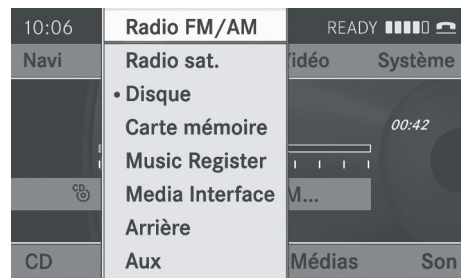 10:06 Radio FM/AM READY
Navi Radio sat. idéo Système
• Disque
Carte mémoire 00:42
Music Register
CD Media Interface M...
Arrière
CD Aux Médias Son